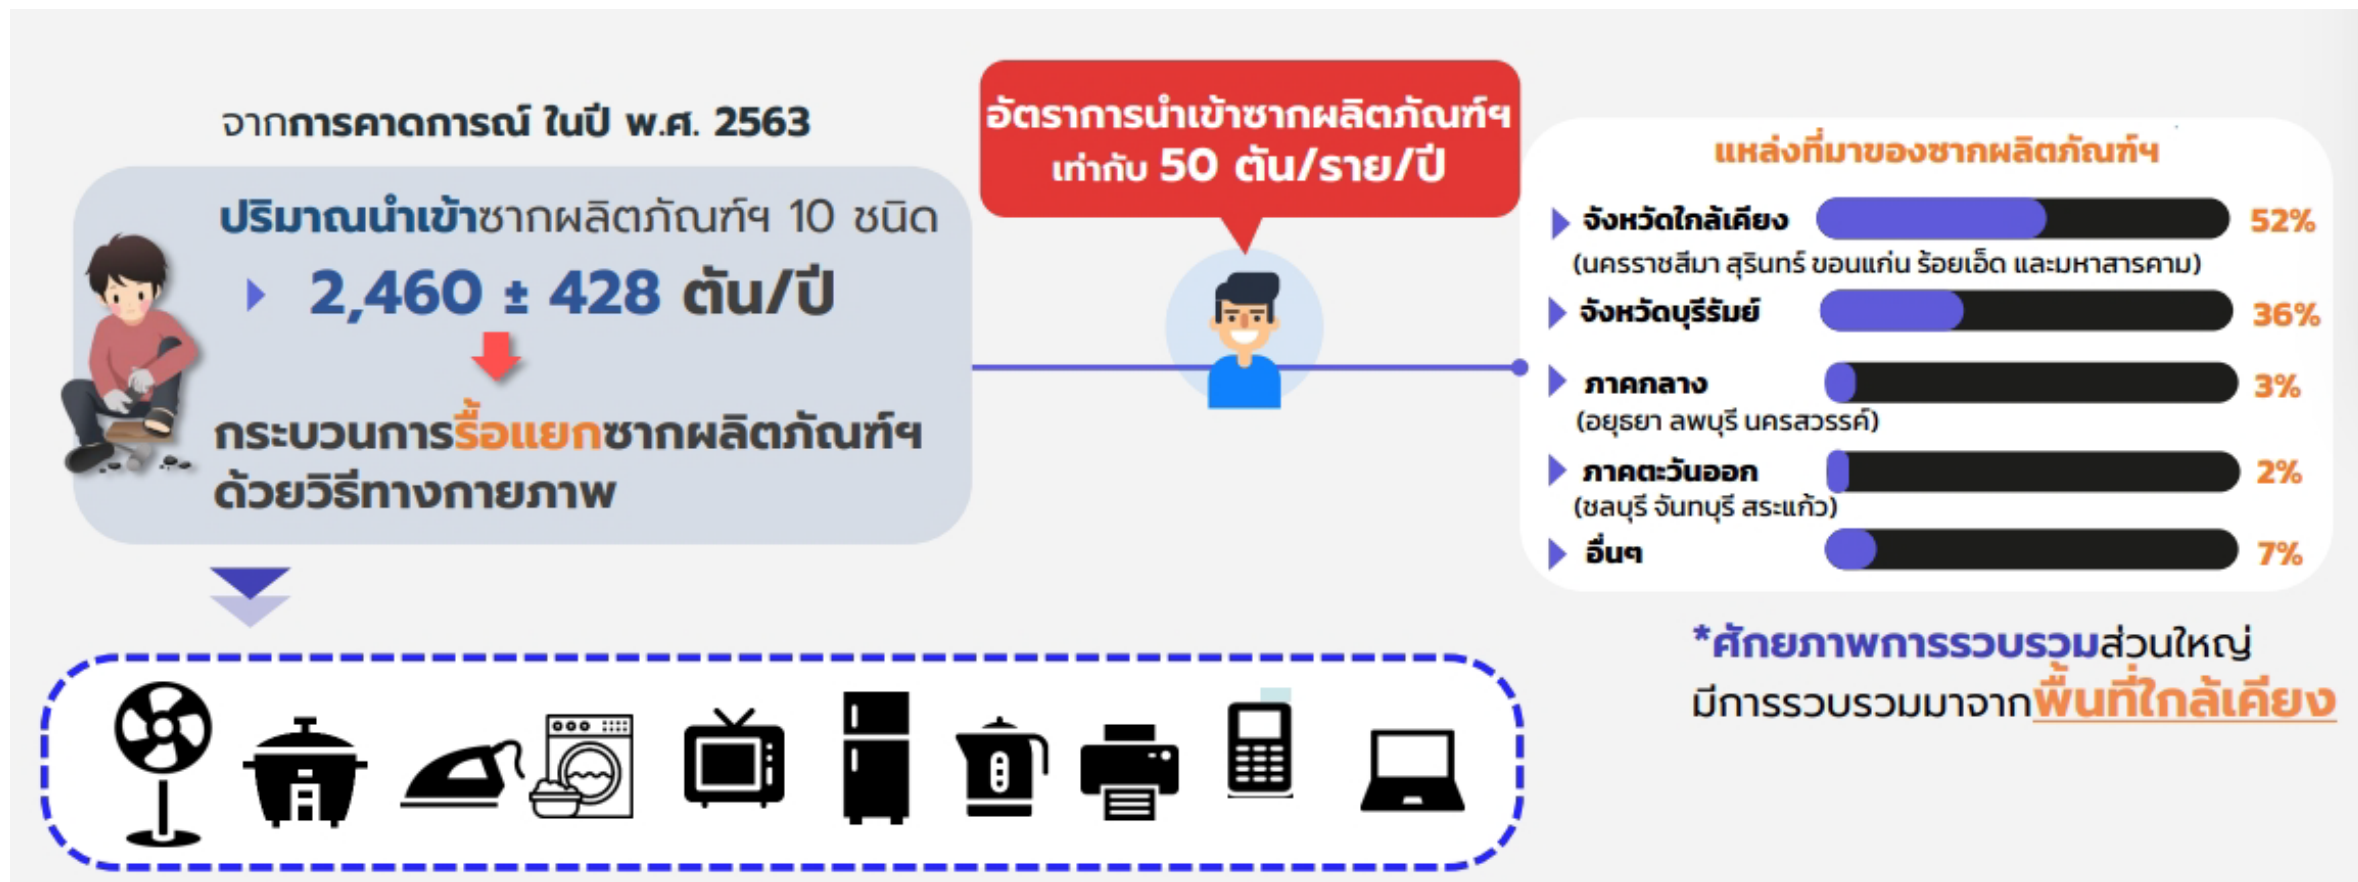 จากการคาดการณ์ ในปี พ.ศ. 2563
ปริมาณนำเข้าซากผลิตภัณฑ์ฯ 10 ชนิด
2,460 ± 428 ตัน/ปี
กระบวนการรื้อแยกซากผลิตภัณฑ์ฯ
ด้วยวิธีทางกายภาพ
อัตราการนำเข้าซากผลิตภัณฑ์ฯ
เท่ากับ 50 ตัน/ราย/ปี
แหล่งที่มาของซากผลิตภัณฑ์ฯ
จังหวัดใกล้เคียง 52%
(นครราชสีมา สุรินทร์ ขอนแก่น ร้อยเอ็ด และมหาสารคาม)
จังหวัดบุรีรัมย์ 36%
ภาคกลาง 3%
(อยุธยา ลพบุรี นครสวรรค์)
ภาคตะวันออก 2%
(ชลบุรี จันทบุรี สระแก้ว)
อื่นๆ 7%
*ศักยภาพการรวบรวมส่วนใหญ่
มีการรวบรวมมาจากพื้นที่ใกล้เคียง